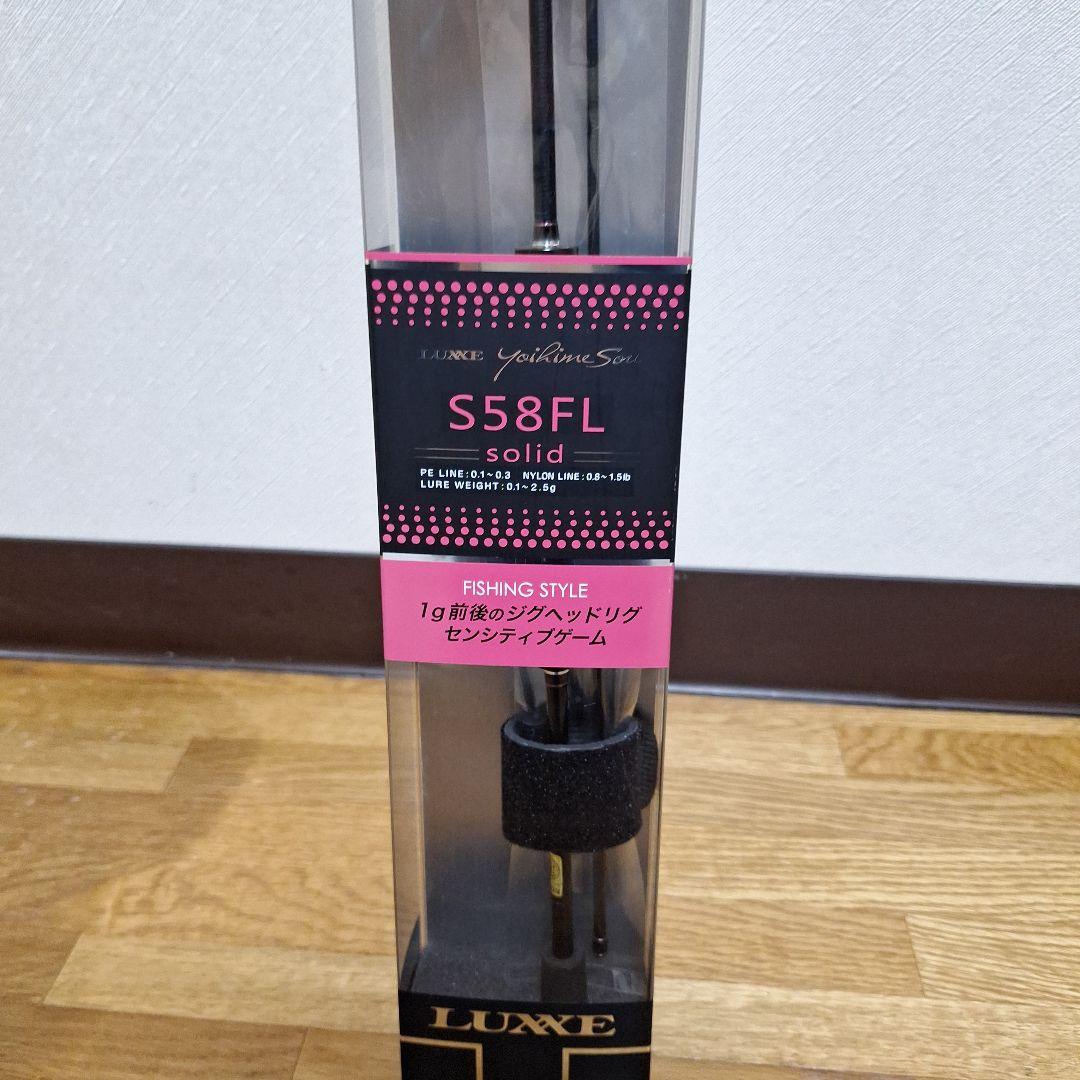 LUXXE yoihime Sou
S58FL
solid
PE LINE:0.1~0.3 NYLON LINE:0.8~1.5lb
LURE WEIGHT:0.1~2.5g
FISHING STYLE
1g前後のジグヘッドリグ
センシティブゲーム
LUXXE